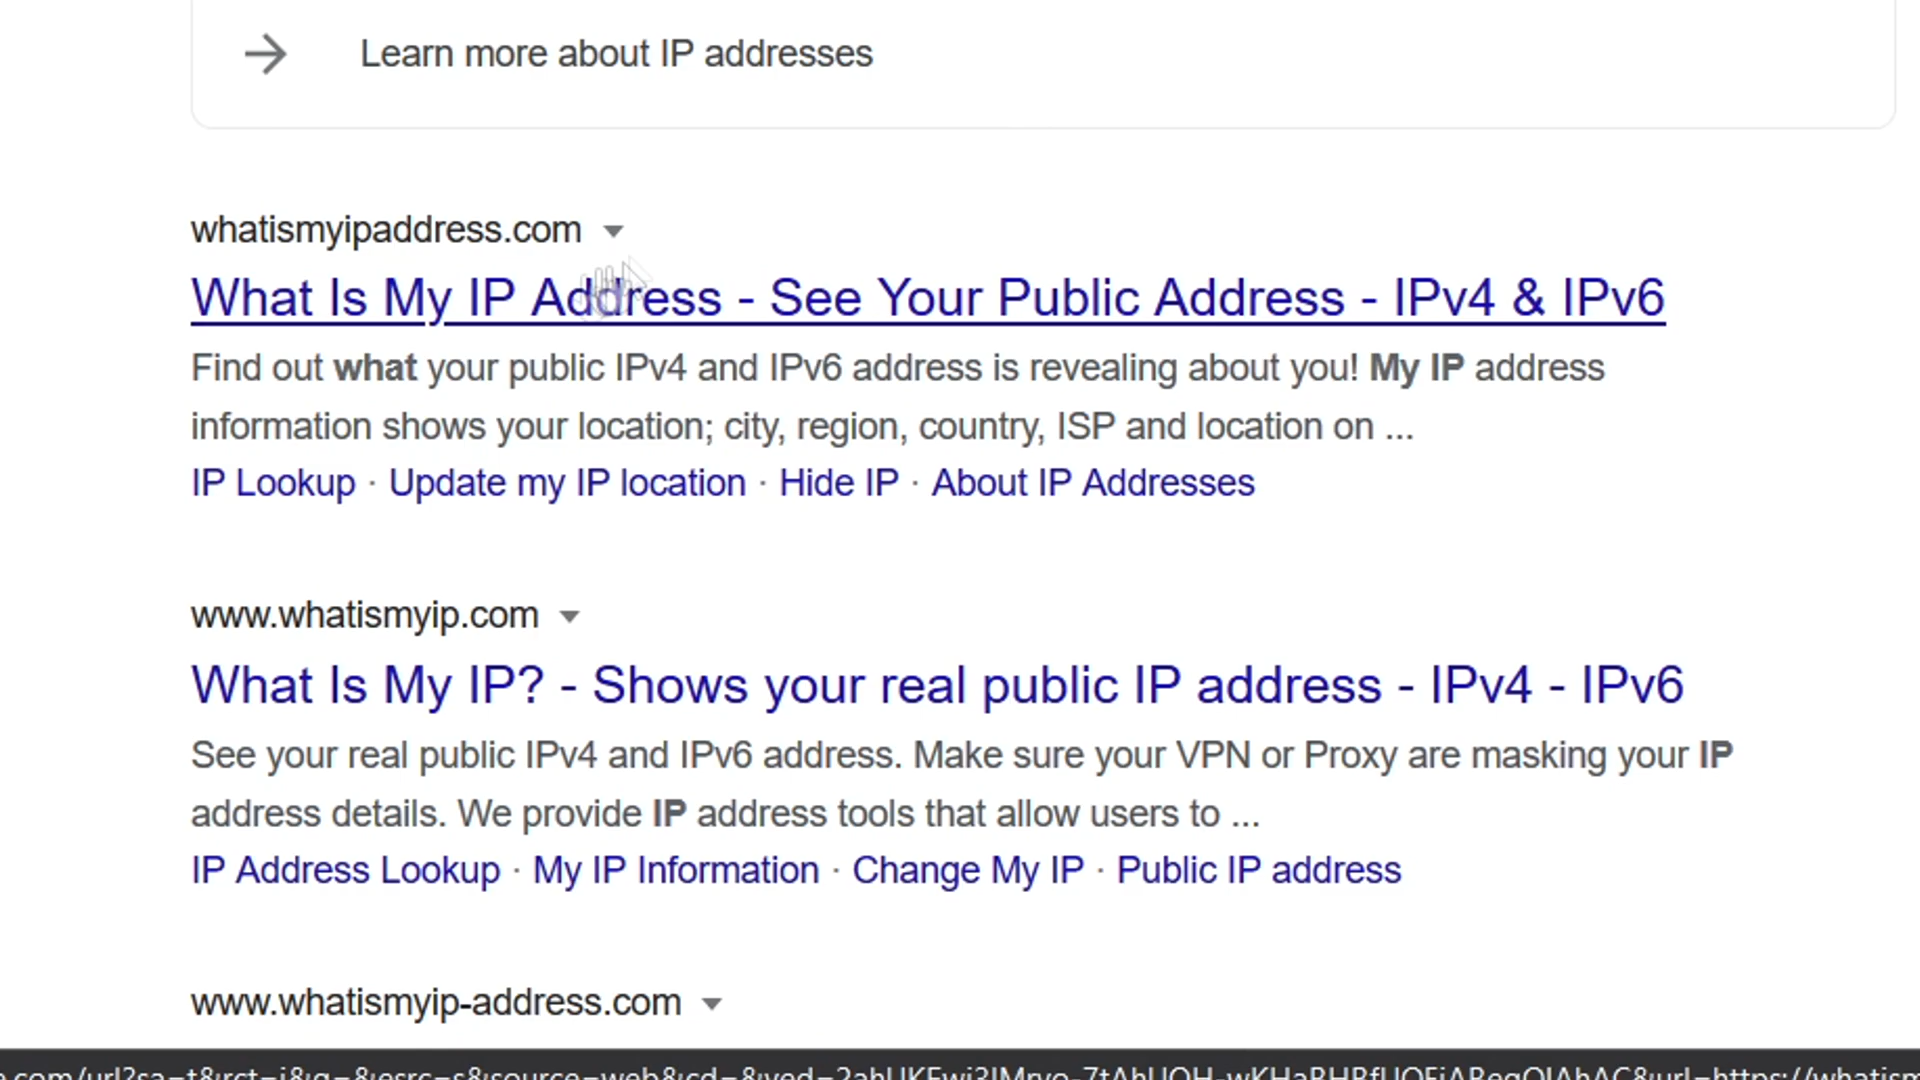 Learn more about IP addresses
whatismyipaddress.com
What Is My IP Address - See Your Public Address - IPv4 & IPv6
Find out what your public IPv4 and IPv6 address is revealing about you! My IP address
information shows your location; city, region, country, ISP and location on ...
IP Lookup · Update my IP location · Hide IP · About IP Addresses
www.whatismyip.com
What Is My IP? - Shows your real public IP address - IPv4 - IPv6
See your real public IPv4 and IPv6 address. Make sure your VPN or Proxy are masking your IP
address details. We provide IP address tools that allow users to ...
IP Address Lookup · My IP Information · Change My IP · Public IP address
www.whatismyip-address.com